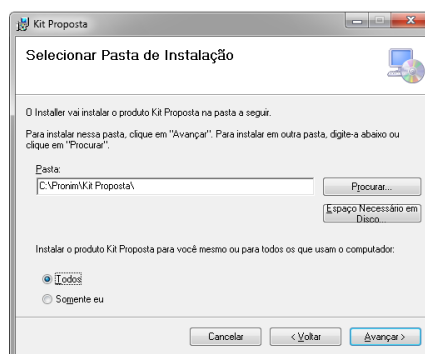 Kit Proposta
Selecionar Pasta de Instalação
O Installer vai instalar o produto Kit Proposta na pasta a seguir.
Para instalar nessa pasta, clique em "Avançar". Para instalar em outra pasta, digite-a abaixo ou
clique em "Procurar".
Pasta:
C:\Pronim\Kit Proposta\
Procurar...
Espaço Necessário em
Disco...
Instalar o produto Kit Proposta para você mesmo ou para todos os que usam o computador:
Todos
Somente eu
Cancelar
< Voltar
Avançar >